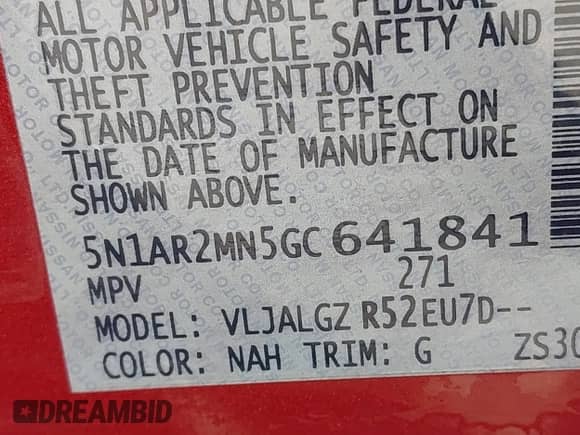 ALL APPLICABLE FEDERAL
MOTOR VEHICLE SAFETY AND
THEFT PREVENTION
STANDARDS IN EFFECT ON
THE DATE OF MANUFACTURE
SHOWN ABOVE.
5N1AR2MN5GC641841
MPV 271
MODEL: VLJALGZ R52EU7D--
COLOR: NAH TRIM: G ZS30
DREAMBID